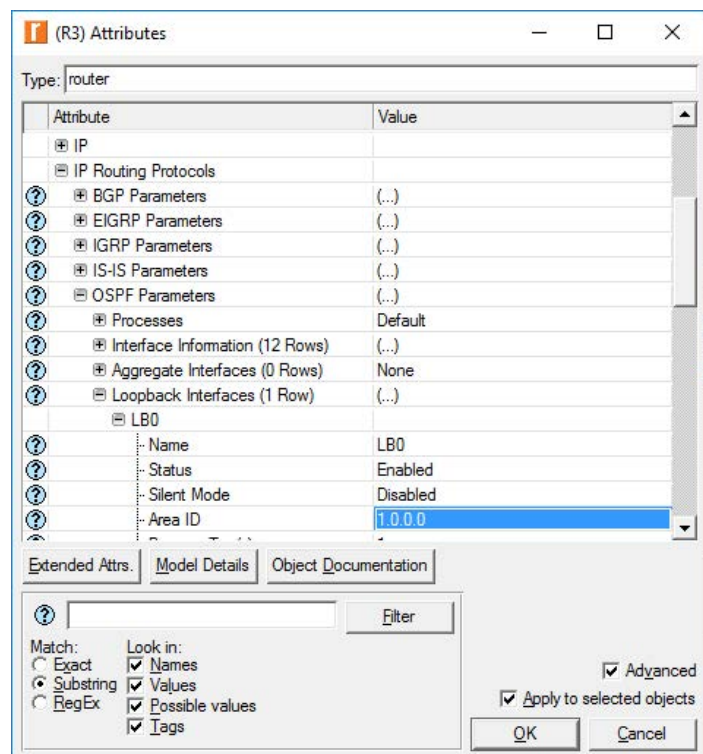 (R3) Attributes
Type: router
Attribute Value
IP
IP Routing Protocols
BGP Parameters (...)
EIGRP Parameters (...)
IGRP Parameters (...)
IS-IS Parameters (...)
OSPF Parameters (...)
Processes Default
Interface Information (12 Rows) (...)
Aggregate Interfaces (0 Rows) None
Loopback Interfaces (1 Row) (...)
LB0
Name LB0
Status Enabled
Silent Mode Disabled
Area ID 1.0.0.0
Extended Attrs. Model Details Object Documentation
Filter
Match: Look in:
Exact Names
Substring Values
RegEx Possible values
Tags
Advanced
Apply to selected objects
OK Cancel